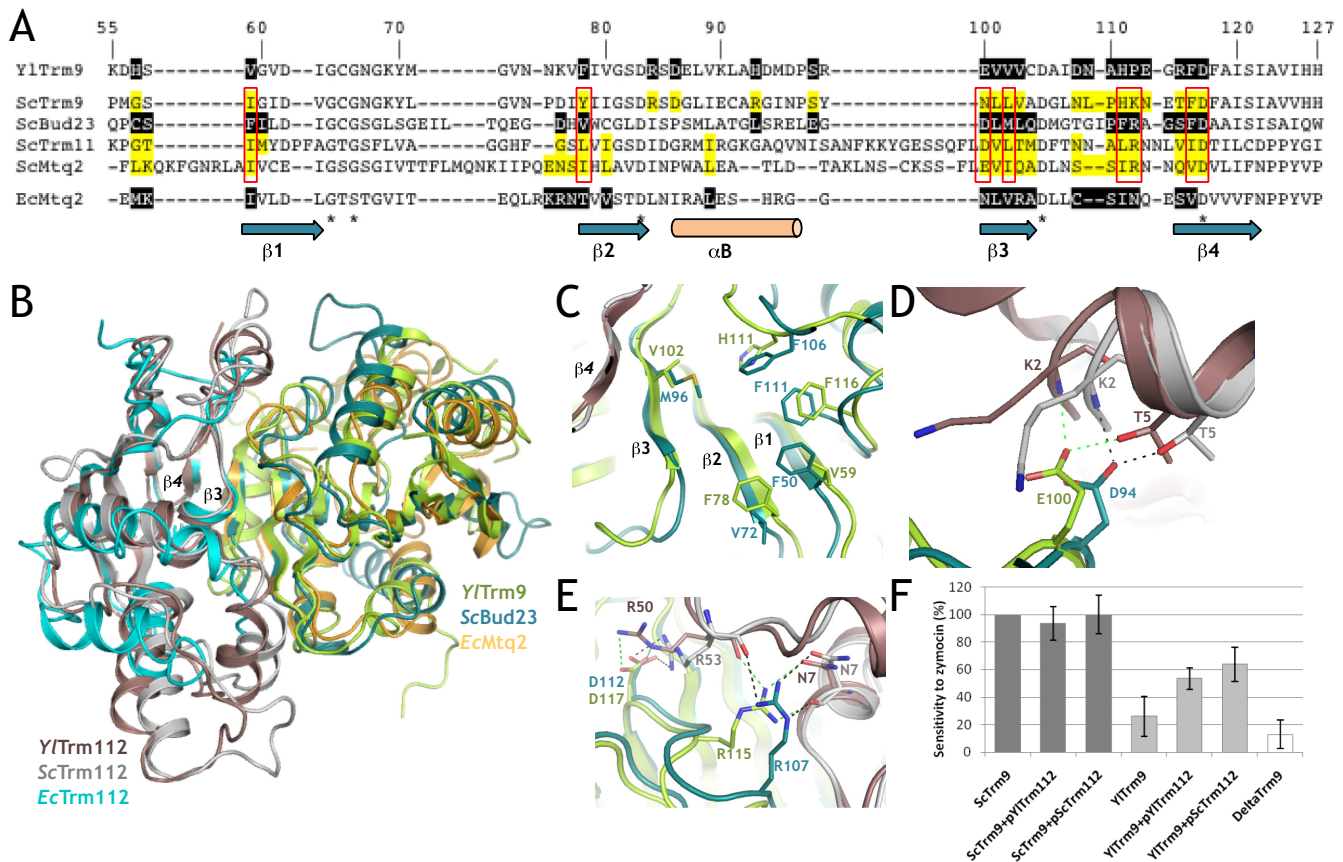 A
55 60 70 80 90 100 110 120 127
YlTrm9 KDHS-------VGVD-IGCGNGKYM------GVN-NKVFIVGSDRSDELVKLAHDMDPSR---------EVVVCDAIDN-AHPE-GRFDFAISIAVIHH
ScTrm9 PMGS-------IGID-VGCGNGKYL------GVN-PDIYIIGSDRSDGLIECARGINPSY---------NLLVADGLNL-PHKN-ETFDFAISIAVVHH
ScBud23 QPCS-------FILD-IGCGSGLSGEIL---TQEG-DHVWCGLDISPSMLATGLSRELEG---------DLMLQDMGTGIPFRA-GSFDAAISISAIQW
ScTrm11 KPGT-------IMYDPFAGTGSFLVA-----GGHF-GSLVIGSDIDGRMIRGKGAQVNISANFKKYGESSQFLDVLTMDFTNN-ALRNNLVIDTILCDPPYGI
ScMtq2 -FLKQKFGNRLAIVCE-IGSGSGIVTTFLMQNKIIPQENSIHLAVDINPWALEA--TLD-TAKLNS-CKSS-FLEVIQADLNS--SIRN-NQVDVLIFNPPYVP
EcMtq2 -EMK-------IVLDLGTSTGVIT------EQLRKRNTVVSTDLNIRALES--HRG--G---------NLVRADLLC--SINQ-ESVDVVVFNPPYVP
* * * * *
β1 β2 αB β3 β4
B
β4
β3
YlTrm9
ScBud23
EcMtq2
YlTrm112
ScTrm112
EcTrm112
C
β4
V102
M96
H111
F106
F111
F116
β3
β2
β1
F50
V59
F78
V72
D
K2
K2
T5
T5
E100
D94
E
R50
R53
D112
D117
N7
N7
R115
R107
F
Sensitivity to zymocin (%)
120
100
80
60
40
20
0
ScTrm9
ScTrm9+pYlTrm112
ScTrm9+pScTrm112
YlTrm9
YlTrm9+pYlTrm112
YlTrm9+pScTrm112
DeltaTrm9